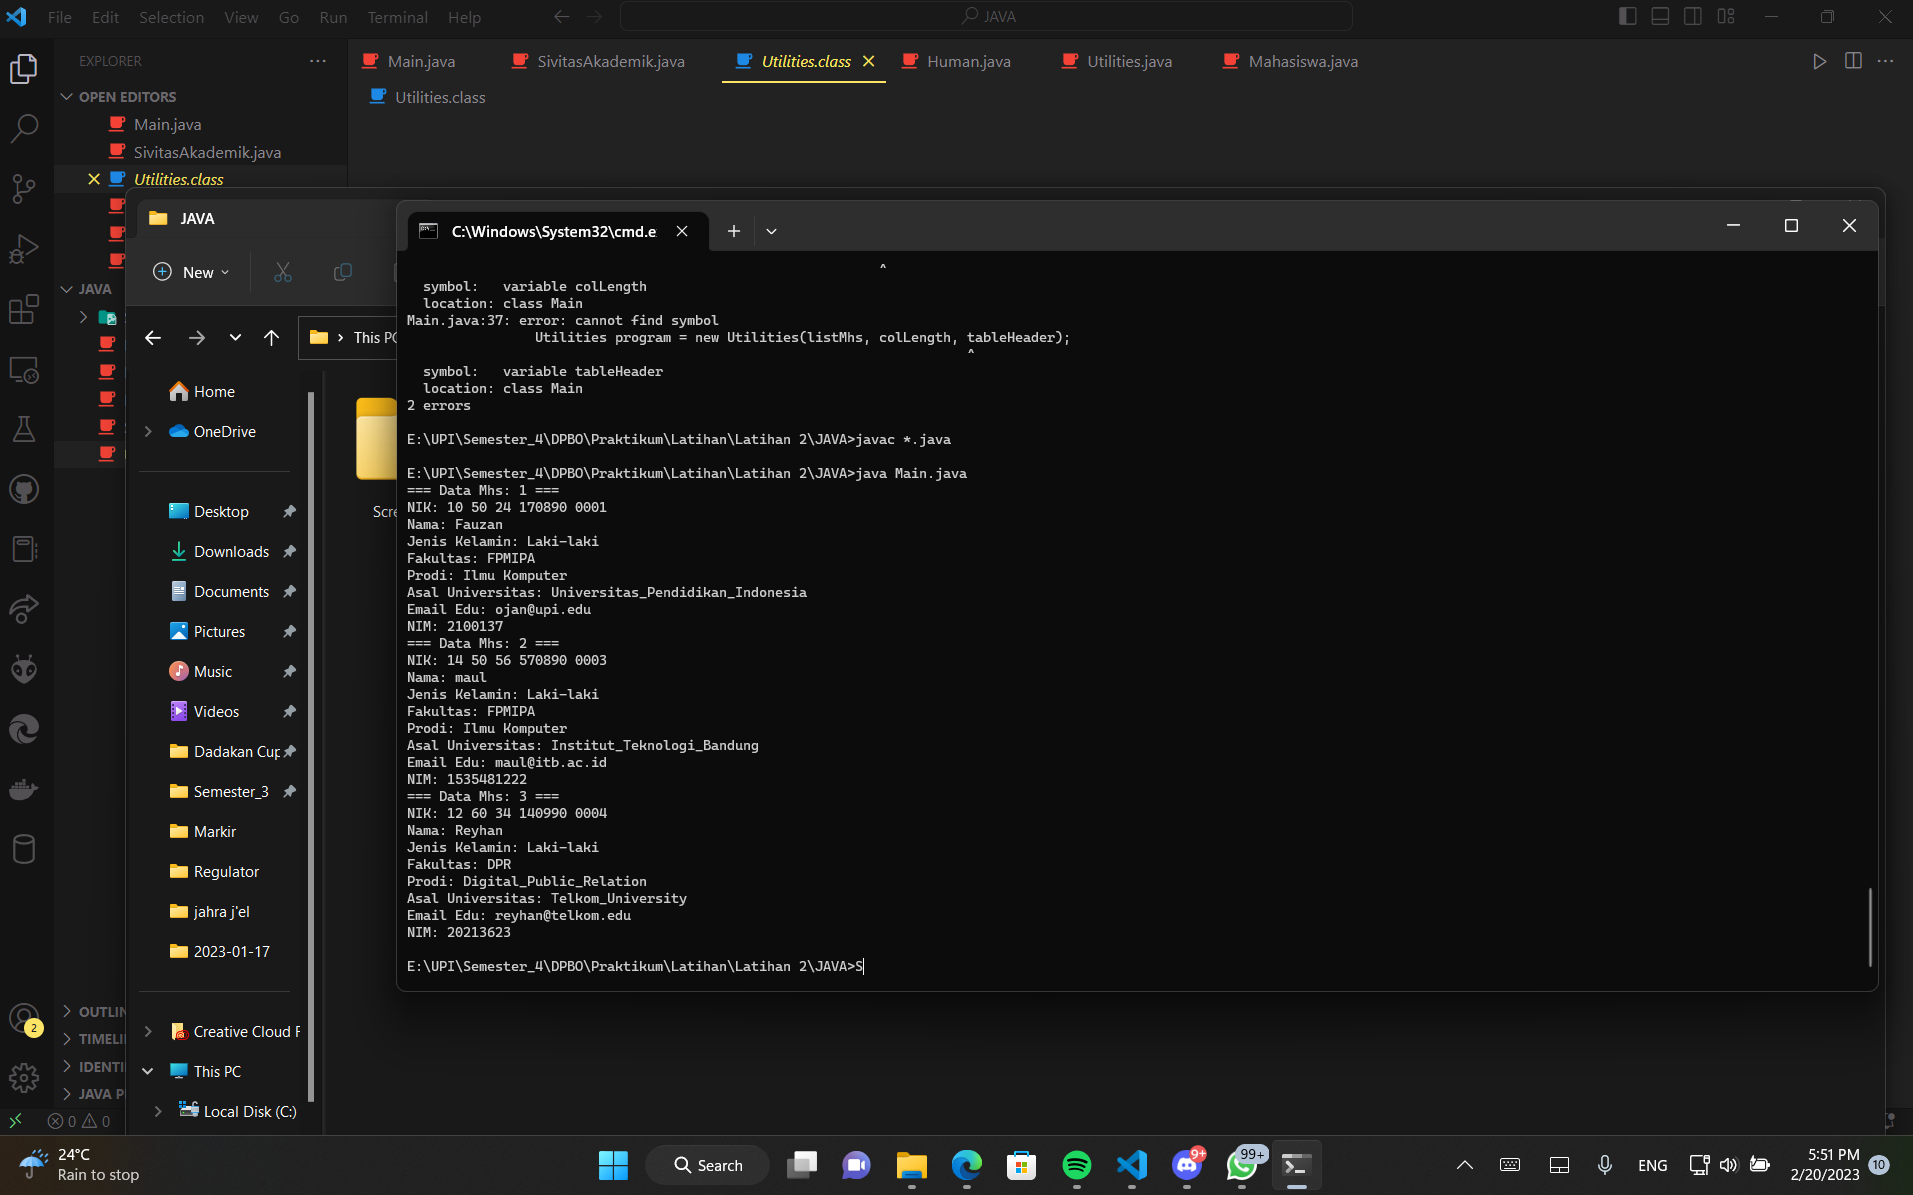 File Edit Selection View Go Run Terminal Help
JAVA
EXPLORER
Main.java SivitasAkademik.java Utilities.class Human.java Utilities.java Mahasiswa.java
Utilities.class
OPEN EDITORS
Main.java
SivitasAkademik.java
Utilities.class
JAVA
OUTLIN
TIMELI
IDENTI
JAVA P
0 0
2
JAVA
New
This PC
Home
OneDrive
Desktop
Downloads
Documents
Pictures
Music
Videos
Dadakan Cup
Semester_3
Markir
Regulator
jahra j'el
2023-01-17
Creative Cloud F
This PC
Local Disk (C:)
Scre
C:\Windows\System32\cmd.e
^
symbol: variable colLength
location: class Main
Main.java:37: error: cannot find symbol
Utilities program = new Utilities(listMhs, colLength, tableHeader);
^
symbol: variable tableHeader
location: class Main
2 errors
E:\UPI\Semester_4\DPBO\Praktikum\Latihan\Latihan 2\JAVA>javac *.java
E:\UPI\Semester_4\DPBO\Praktikum\Latihan\Latihan 2\JAVA>java Main.java
=== Data Mhs: 1 ===
NIK: 10 50 24 170890 0001
Nama: Fauzan
Jenis Kelamin: Laki-laki
Fakultas: FPMIPA
Prodi: Ilmu Komputer
Asal Universitas: Universitas_Pendidikan_Indonesia
Email Edu: ojan@upi.edu
NIM: 2100137
=== Data Mhs: 2 ===
NIK: 14 50 56 570890 0003
Nama: maul
Jenis Kelamin: Laki-laki
Fakultas: FPMIPA
Prodi: Ilmu Komputer
Asal Universitas: Institut_Teknologi_Bandung
Email Edu: maul@itb.ac.id
NIM: 1535481222
=== Data Mhs: 3 ===
NIK: 12 60 34 140990 0004
Nama: Reyhan
Jenis Kelamin: Laki-laki
Fakultas: DPR
Prodi: Digital_Public_Relation
Asal Universitas: Telkom_University
Email Edu: reyhan@telkom.edu
NIM: 20213623
E:\UPI\Semester_4\DPBO\Praktikum\Latihan\Latihan 2\JAVA>S
24°C
Rain to stop
Search
9+
99+
ENG
5:51 PM
2/20/2023
10